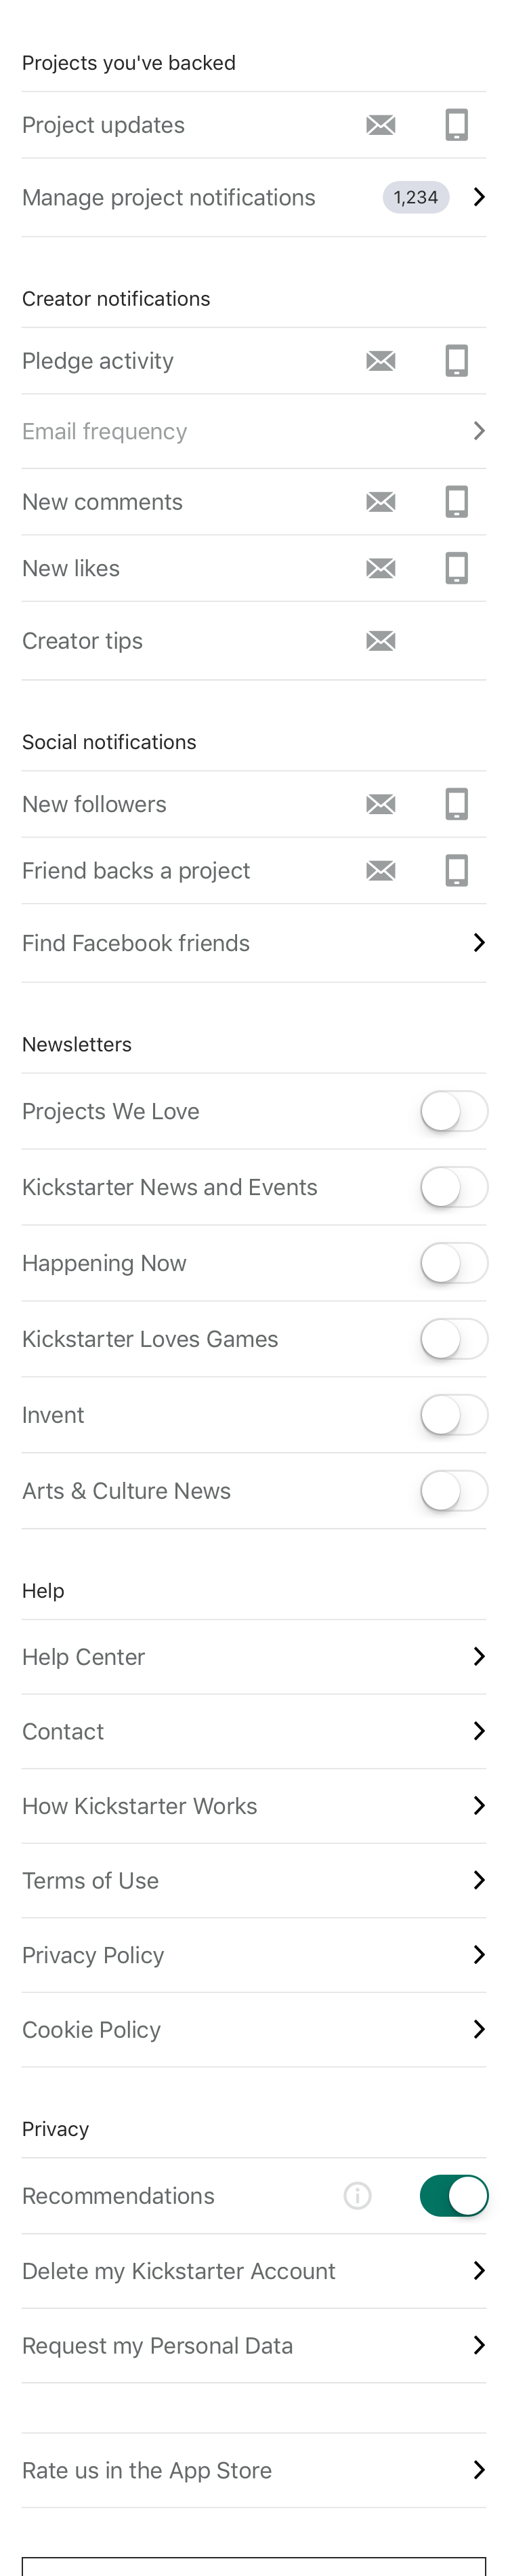 Projects you've backed
Project updates
Manage project notifications 1,234
Creator notifications
Pledge activity
Email frequency
New comments
New likes
Creator tips
Social notifications
New followers
Friend backs a project
Find Facebook friends
Newsletters
Projects We Love
Kickstarter News and Events
Happening Now
Kickstarter Loves Games
Invent
Arts & Culture News
Help
Help Center
Contact
How Kickstarter Works
Terms of Use
Privacy Policy
Cookie Policy
Privacy
Recommendations
Delete my Kickstarter Account
Request my Personal Data
Rate us in the App Store